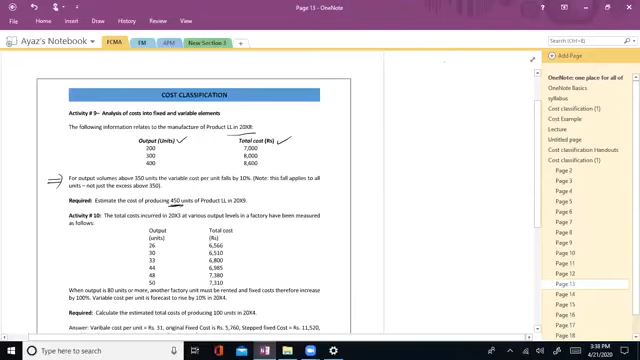 Page 13 - OneNote
File
Home
Insert
Draw
View
Help
Share
Ayaz's Notebook
FCMA
FM
4PM
New Section 3
Search (Ctrl+E)
Add Page
COST CLASSIFICATION
Activity # 9– Analysis of costs into fixed and variable elements
The following information relates to the manufacture of Product LL in 20X8:
Output (Units) Total cost (Rs)
200 7,000
300 8,000
400 8,600
For output volumes above 350 units the variable cost per unit falls by 10%. (Note: this fall applies to all
units – not just the excess above 350).
Required: Estimate the cost of producing 450 units of Product LL in 20X9.
Activity # 10: The total costs incurred in 20X3 at various output levels in a factory have been measured
as follows:
Output Total cost
(units) (Rs)
26 6,566
30 6,510
33 6,800
44 6,985
48 7,380
50 7,310
When output is 80 units or more, another factory unit must be rented and fixed costs therefore increase
by 100%. Variable cost per unit is forecast to rise by 10% in 20X4.
Required: Calculate the estimated total costs of producing 100 units in 20X4.
Answer: Varibale cost per unit = Rs. 31, original Fixed Cost is = Rs. 5,760, Stepped fixed Cost is = Rs. 11,520,
OneNote: one place for all of
OneNote Basics
syllabus
Cost classification (1)
Cost Example
Lecture
Untitled page
Cost classification Handouts
Cost Classification (1)
Page 2
Page 3
Page 4
Page 5
Page 6
Page 7
Page 8
Page 9
Page 10
Page 11
Page 12
Page 13
Page 14
Page 15
Page 16
Page 17
Page 18
3:38 PM
4/21/2020